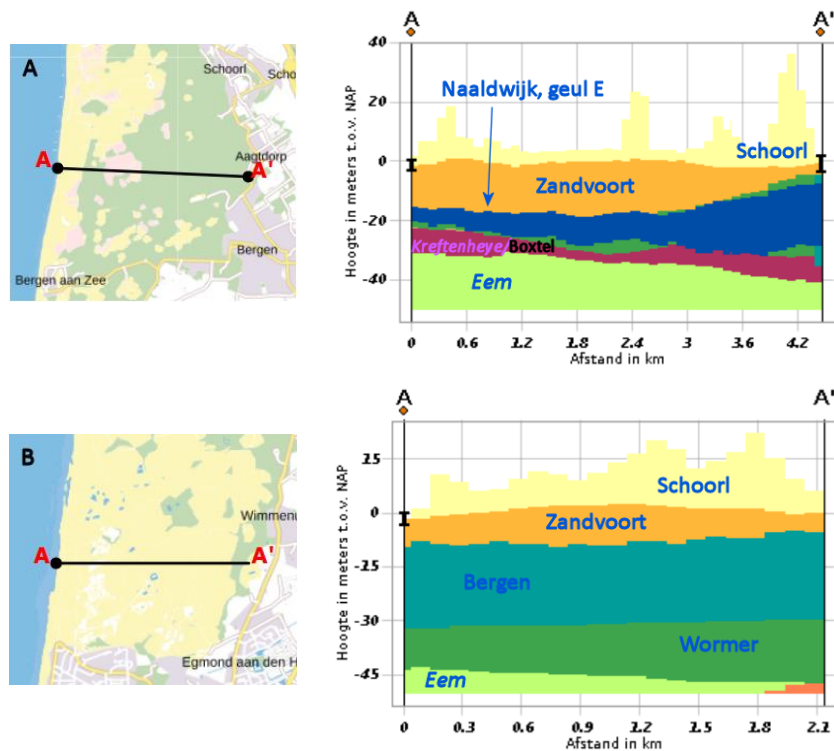 A
Schoorl
Scho
A
Aagtdorp
A'
Bergen
Bergen aan Zee
A
A'
40
20
0
-20
-40
Hoogte in meters t.o.v. NAP
Naaldwijk, geul E
Schoorl
Zandvoort
Kreftenheye/Boxtel
Eem
0
0.6
1.2
1.8
2.4
3
3.6
4.2
Afstand in km
B
Wimmenu
A
A'
Egmond aan den H
A
A'
15
0
-15
-30
-45
Hoogte in meters t.o.v. NAP
Schoorl
Zandvoort
Bergen
Wormer
Eem
0
0.3
0.6
0.9
1.2
1.5
1.8
2.1
Afstand in km